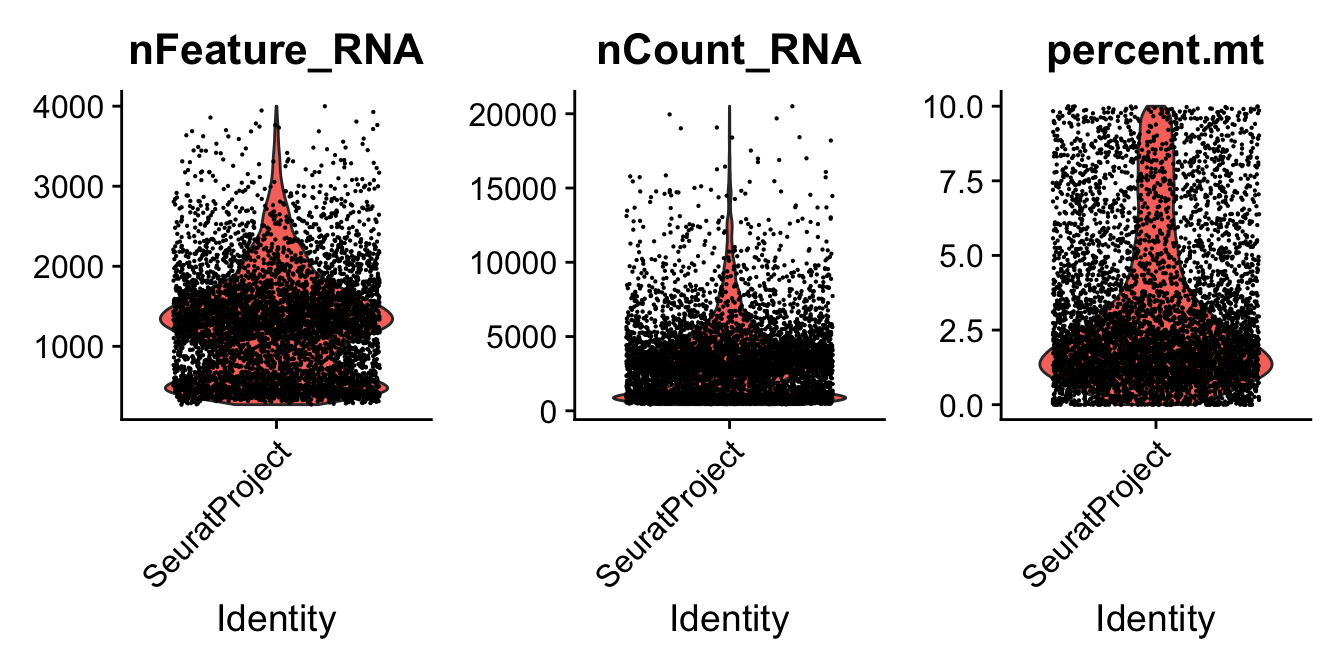 nFeature_RNA
4000
3000
2000
1000
SeuratProject
Identity
nCount_RNA
20000
15000
10000
5000
0
SeuratProject
Identity
percent.mt
10.0
7.5
5.0
2.5
0.0
SeuratProject
Identity